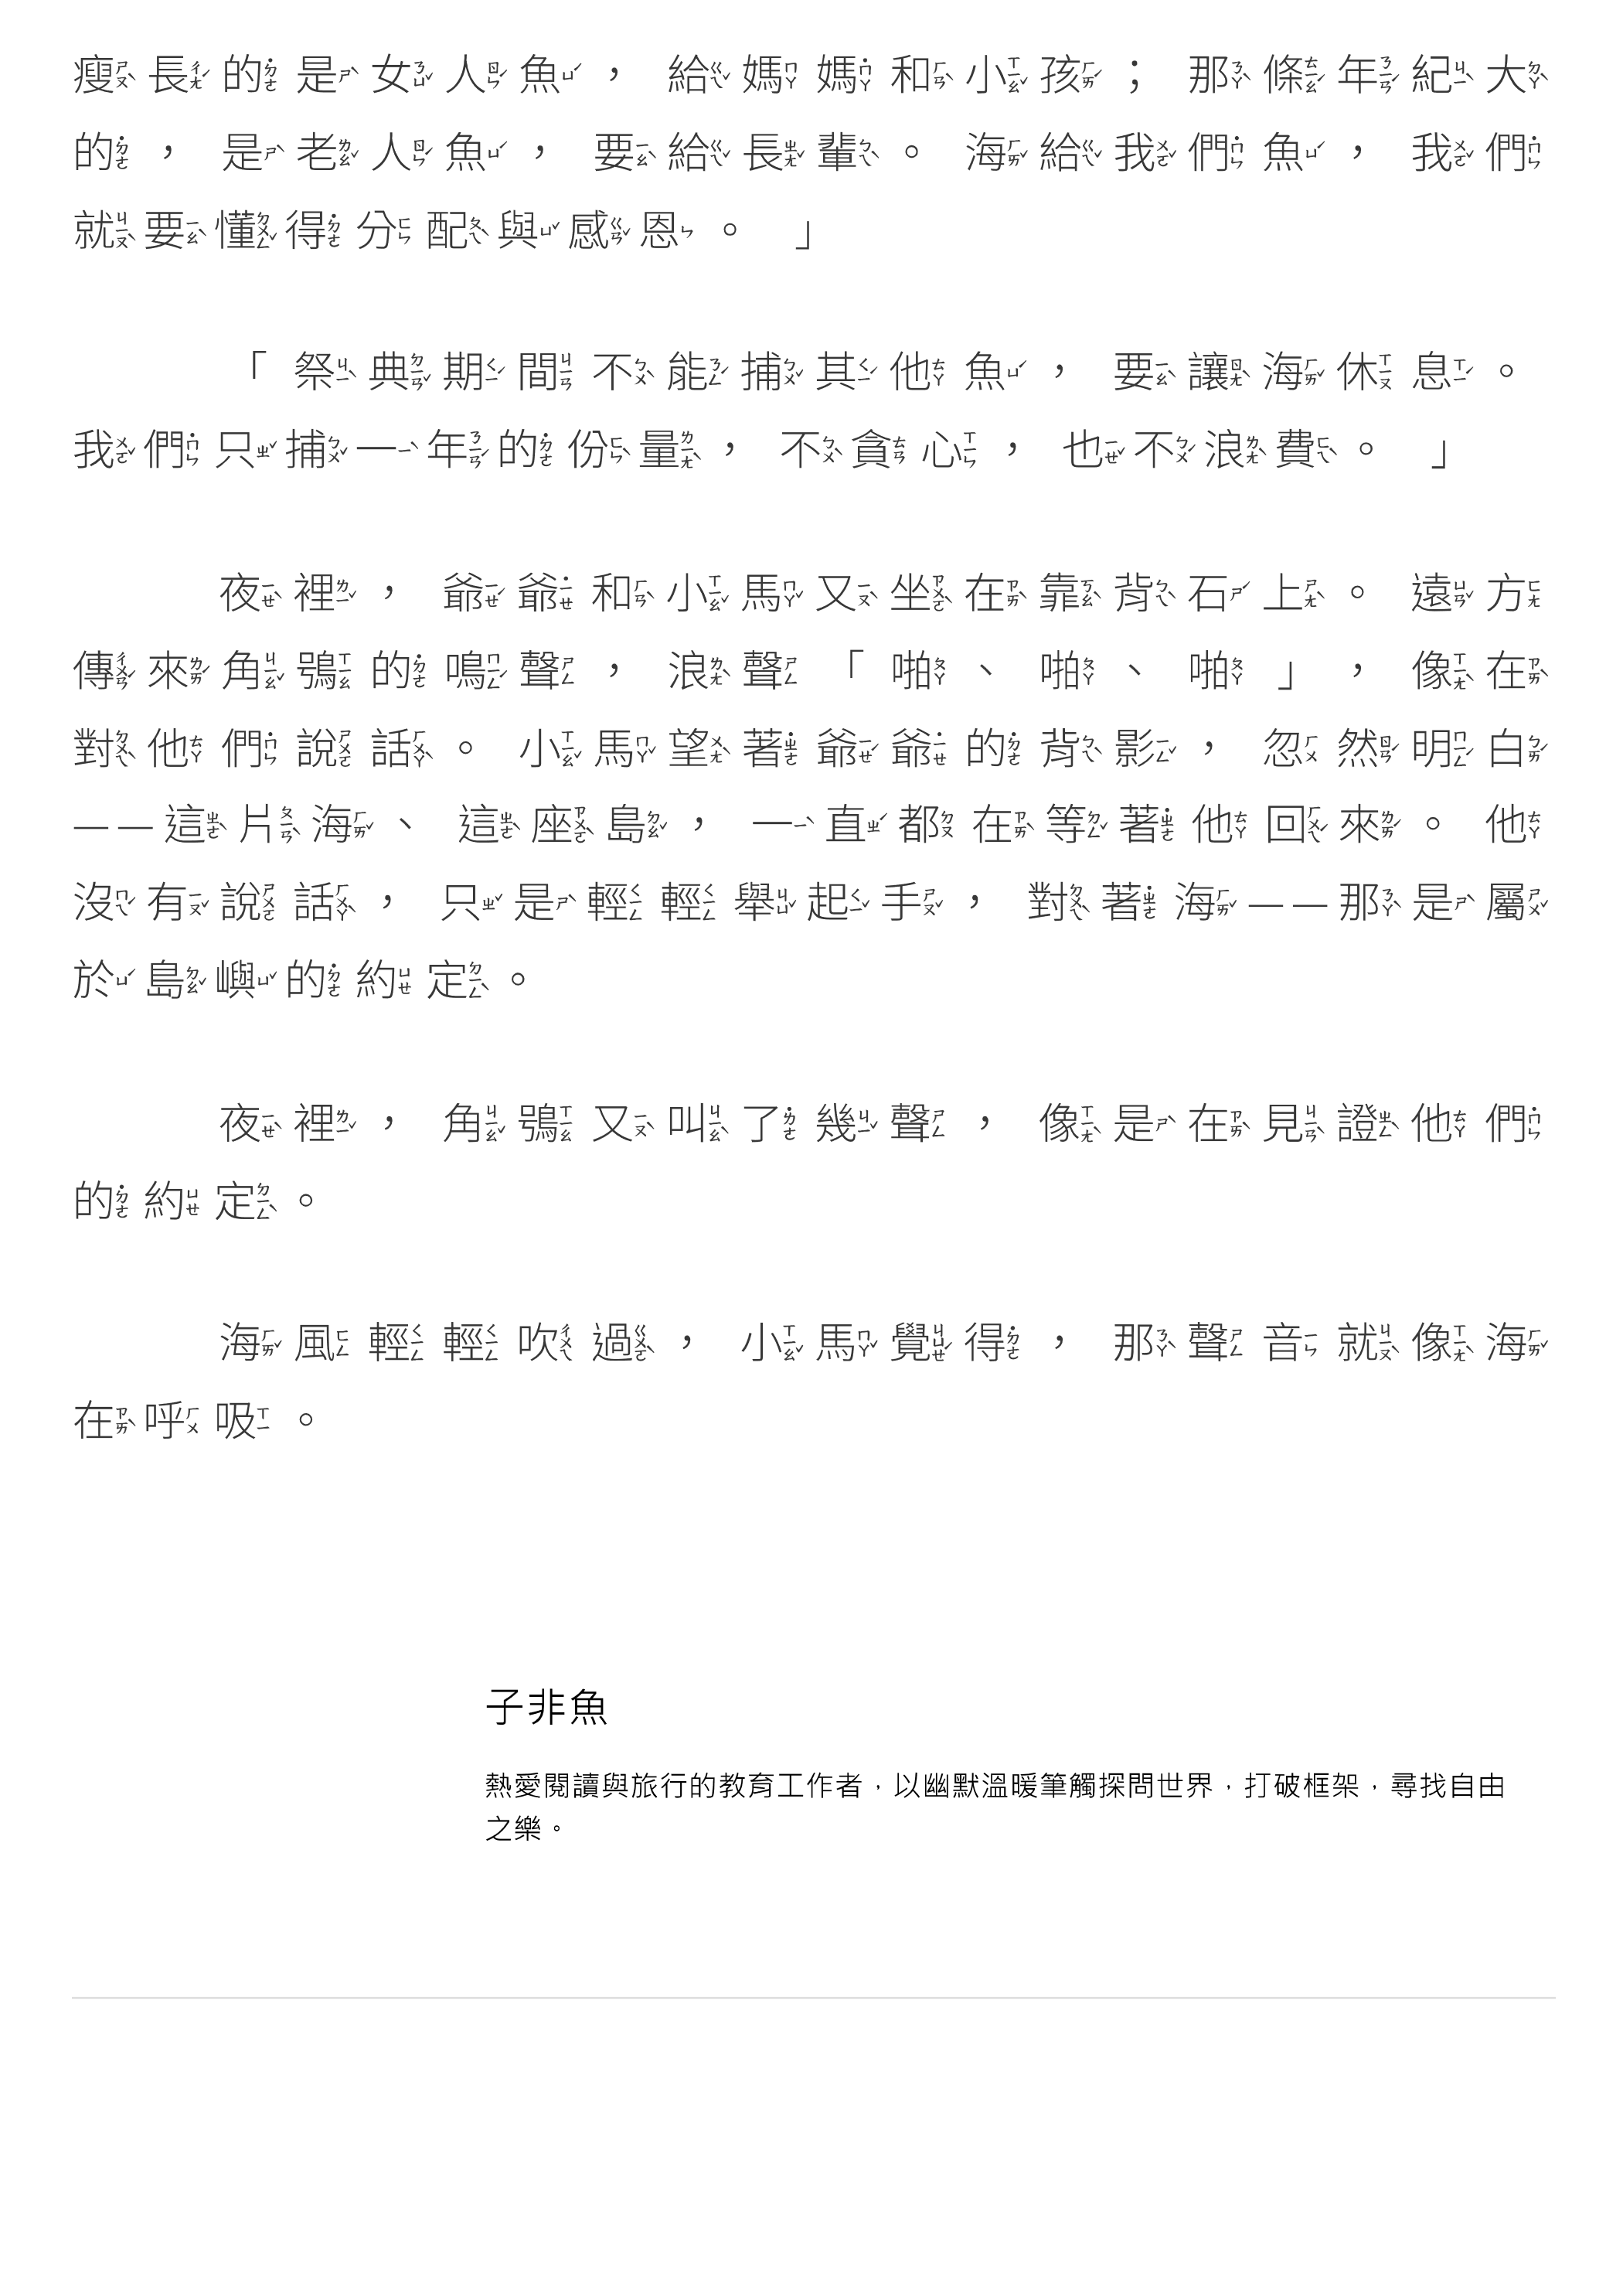 瘦長的是女人魚，給媽媽和小孩；那條年紀大
的，是老人魚，要給長輩。海給我們魚，我們
就要懂得分配與感恩。」
「祭典期間不能捕其他魚，要讓海休息。
我們只捕一年的份量，不貪心，也不浪費。」
夜裡，爺爺和小馬又坐在靠背石上。遠方
傳來角鴞的鳴聲，浪聲「啪、啪、啪」，像在
對他們說話。小馬望著爺爺的背影，忽然明白
——這片海、這座島，一直都在等著他回來。他
沒有說話，只是輕輕舉起手，對著海——那是屬
於島嶼的約定。
夜裡，角鴞又叫了幾聲，像是在見證他們
的約定。
海風輕輕吹過，小馬覺得，那聲音就像海
在呼吸。
子非魚
熱愛閱讀與旅行的教育工作者，以幽默溫暖筆觸探問世界，打破框架，尋找自由
之樂。